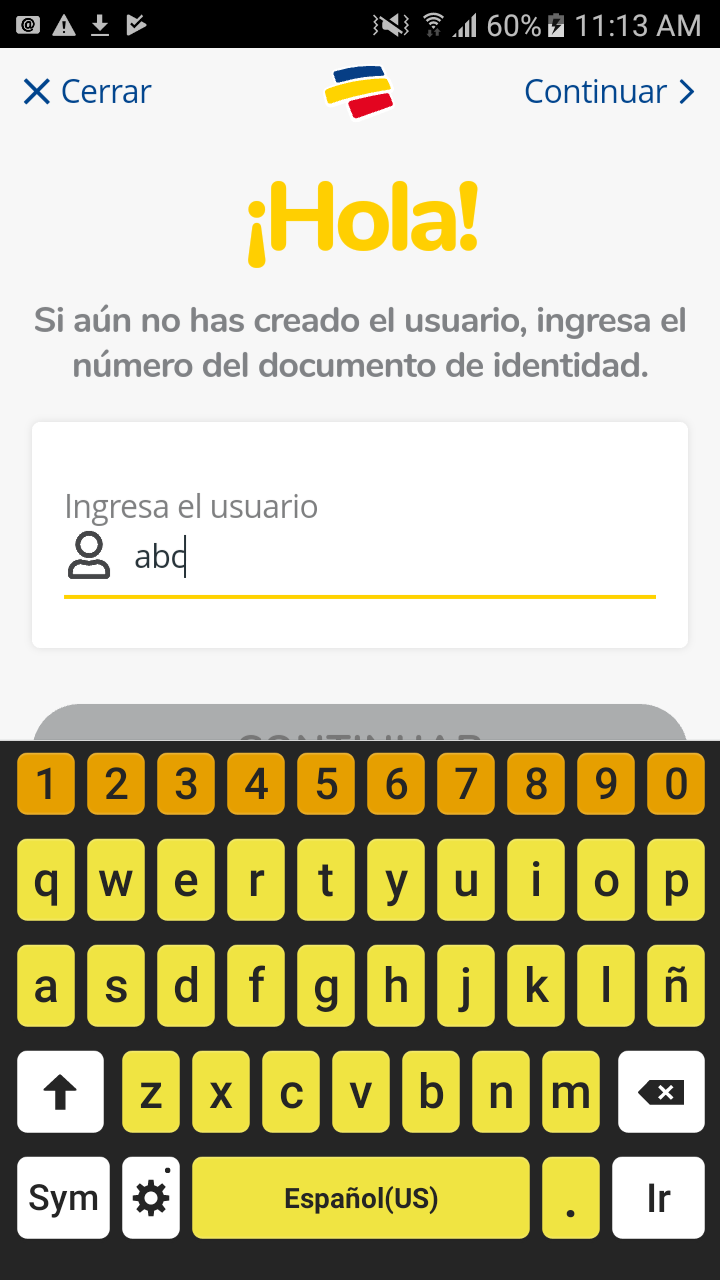 60% 11:13 AM
Cerrar
Continuar
¡Hola!
Si aún no has creado el usuario, ingresa el
número del documento de identidad.
Ingresa el usuario
abc
CONTINUAR
1 2 3 4 5 6 7 8 9 0
q w e r t y u i o p
a s d f g h j k l ñ
z x c v b n m
Sym Español(US) . Ir